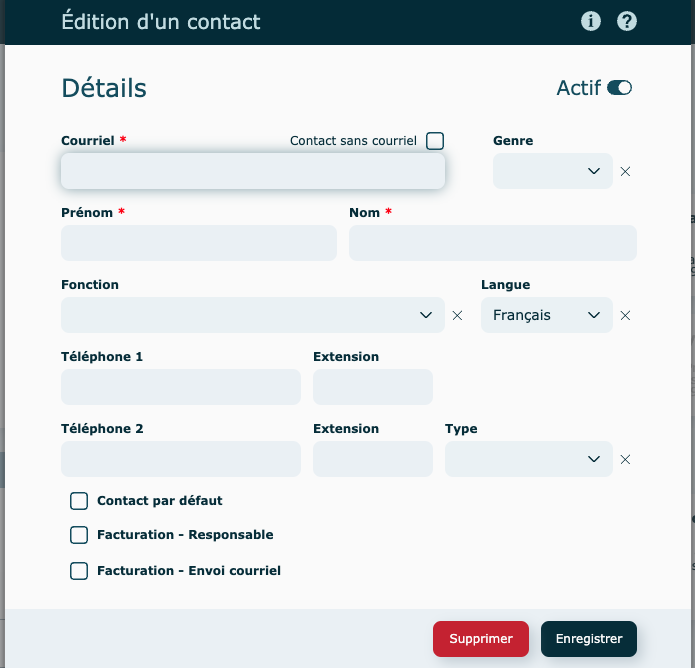 Édition d'un contact
Détails
Actif
Courriel *
Contact sans courriel
Genre
Prénom *
Nom *
Fonction
Langue
Français
Téléphone 1
Extension
Téléphone 2
Extension
Type
Contact par défaut
Facturation - Responsable
Facturation - Envoi courriel
Supprimer
Enregistrer